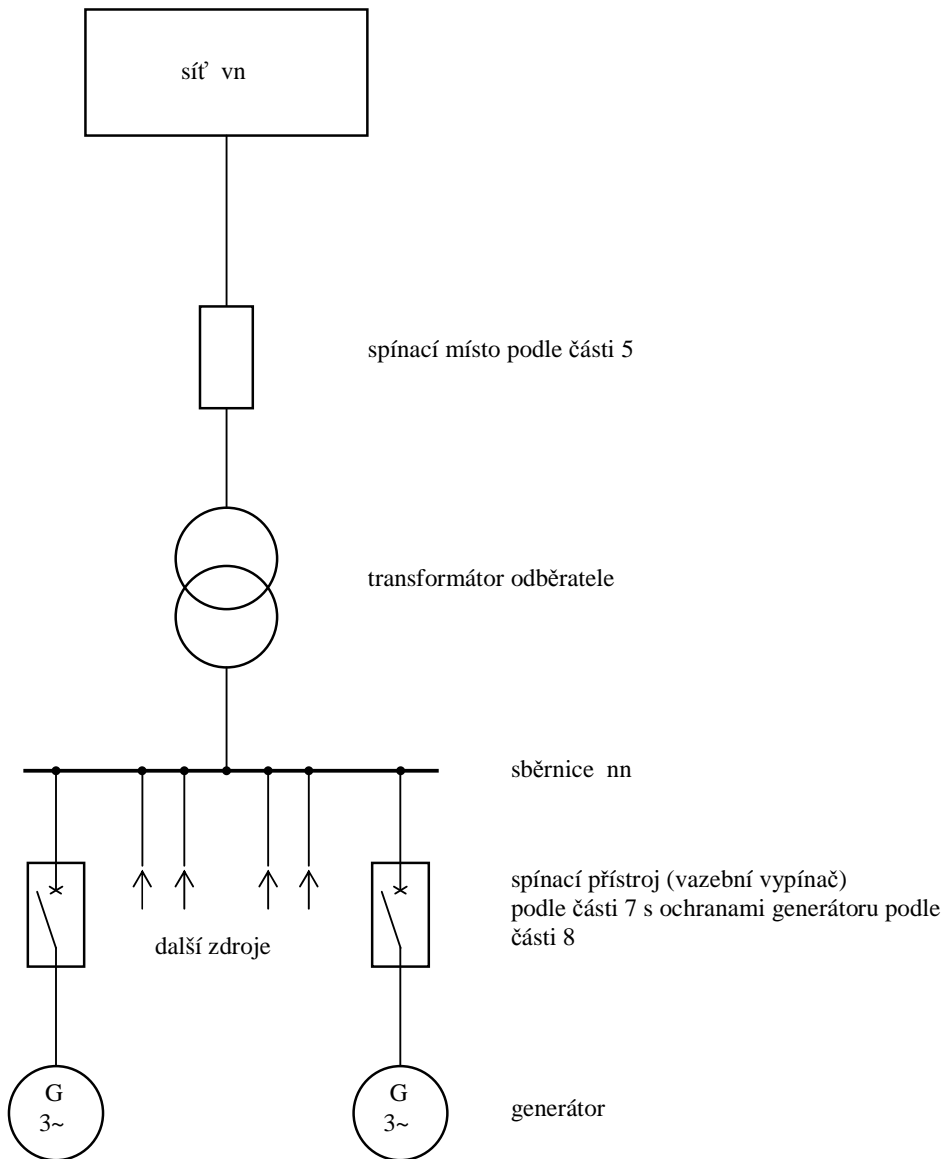 síť vn
spínací místo podle části 5
transformátor odběratele
sběrnice nn
spínací přístroj (vazební vypínač)
podle části 7 s ochranami generátoru podle
části 8
další zdroje
G
3~
G
3~
generátor